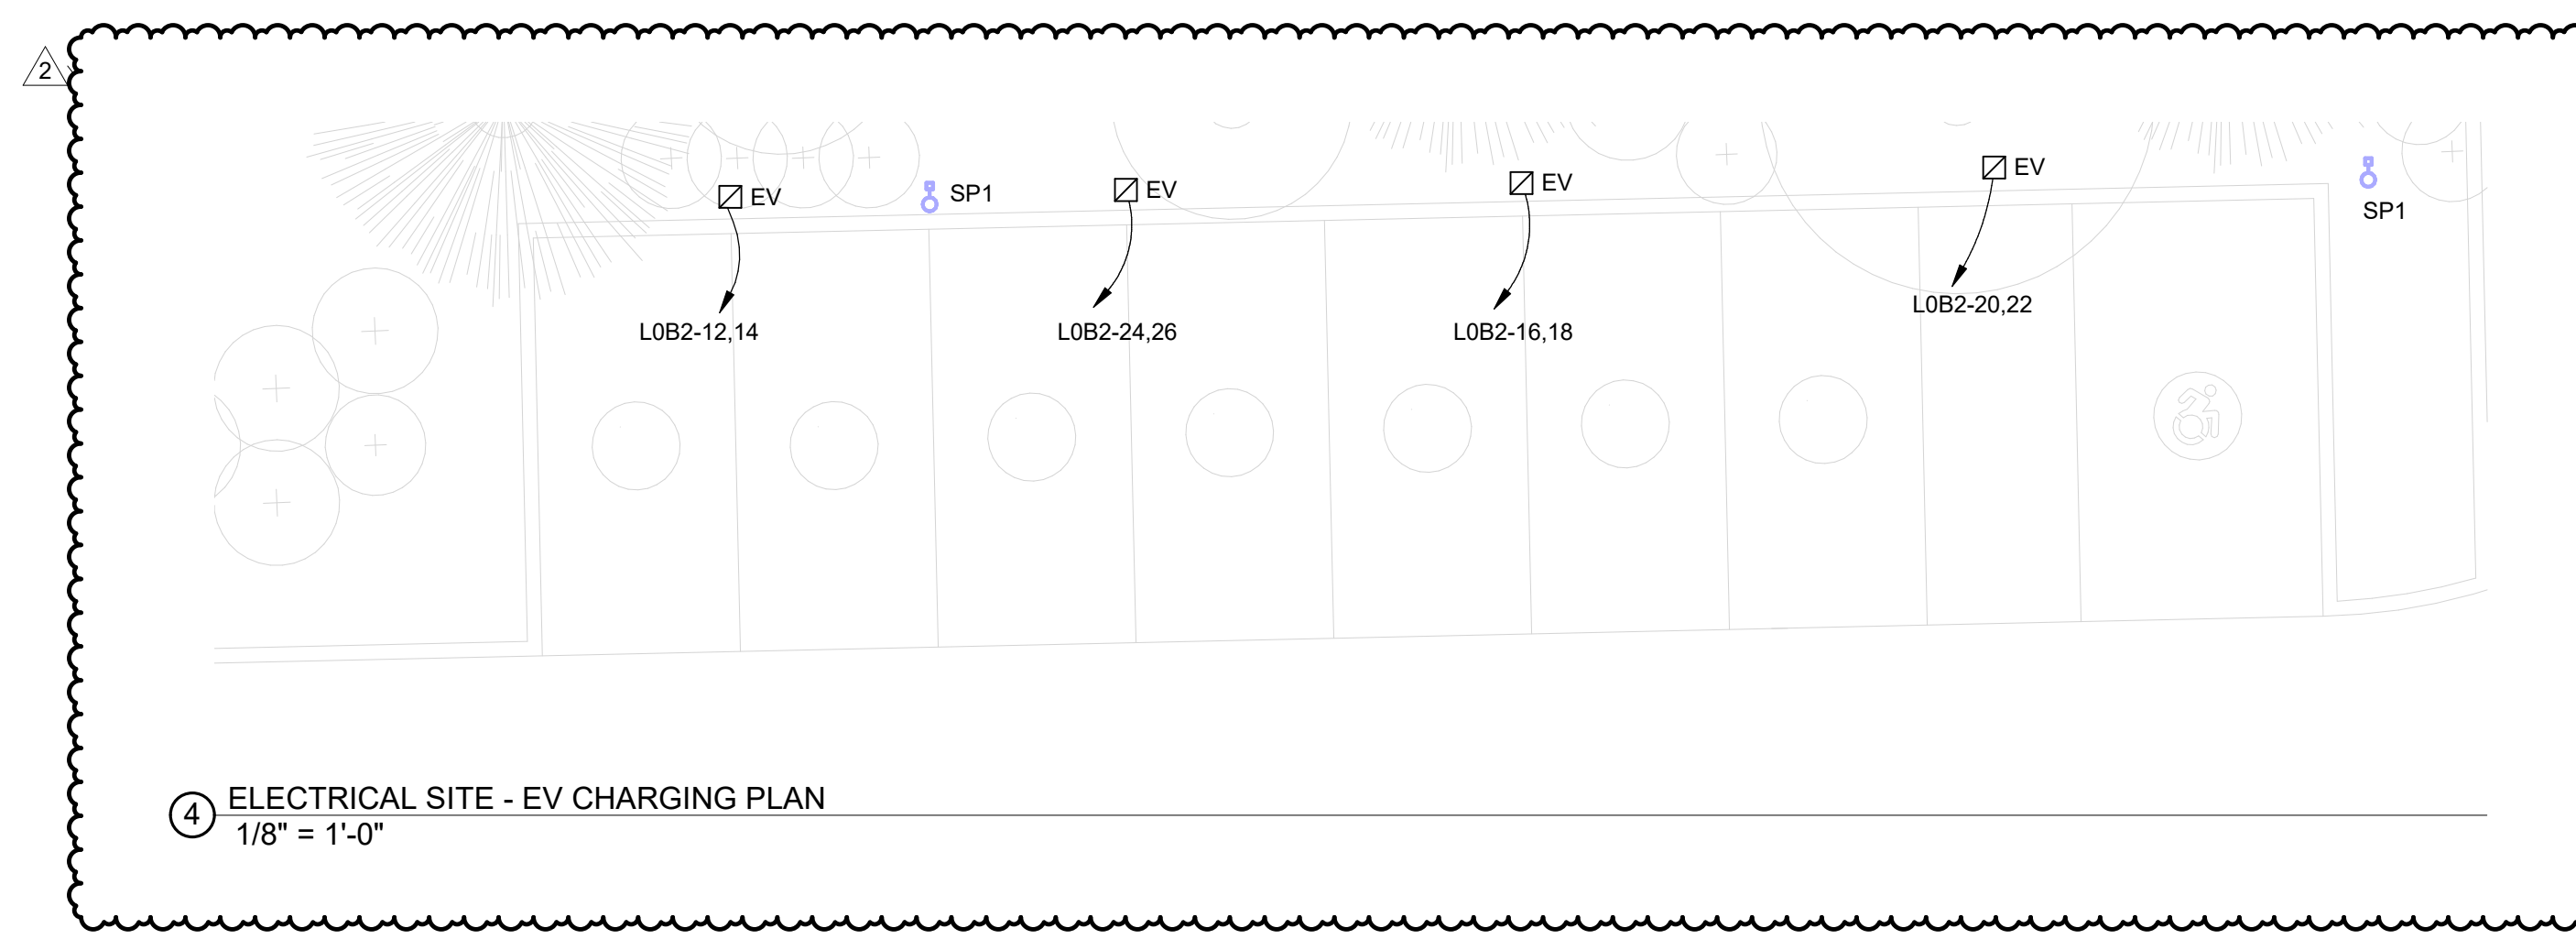 2
EV
SP1
EV
EV
EV
SP1
L0B2-12,14
L0B2-24,26
L0B2-16,18
L0B2-20,22
4
ELECTRICAL SITE - EV CHARGING PLAN
1/8" = 1'-0"